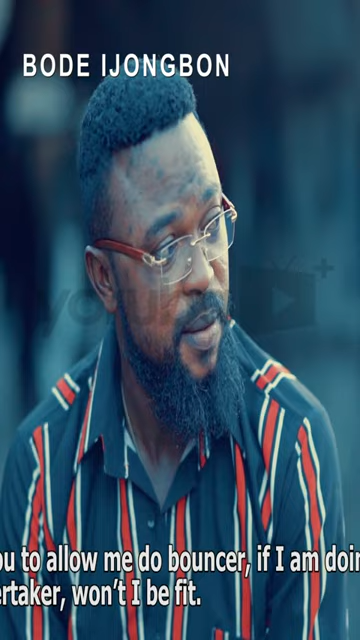 BODE IJONGBON
ou to allow me do bouncer, if I am doin
ertaker, won't I be fit.